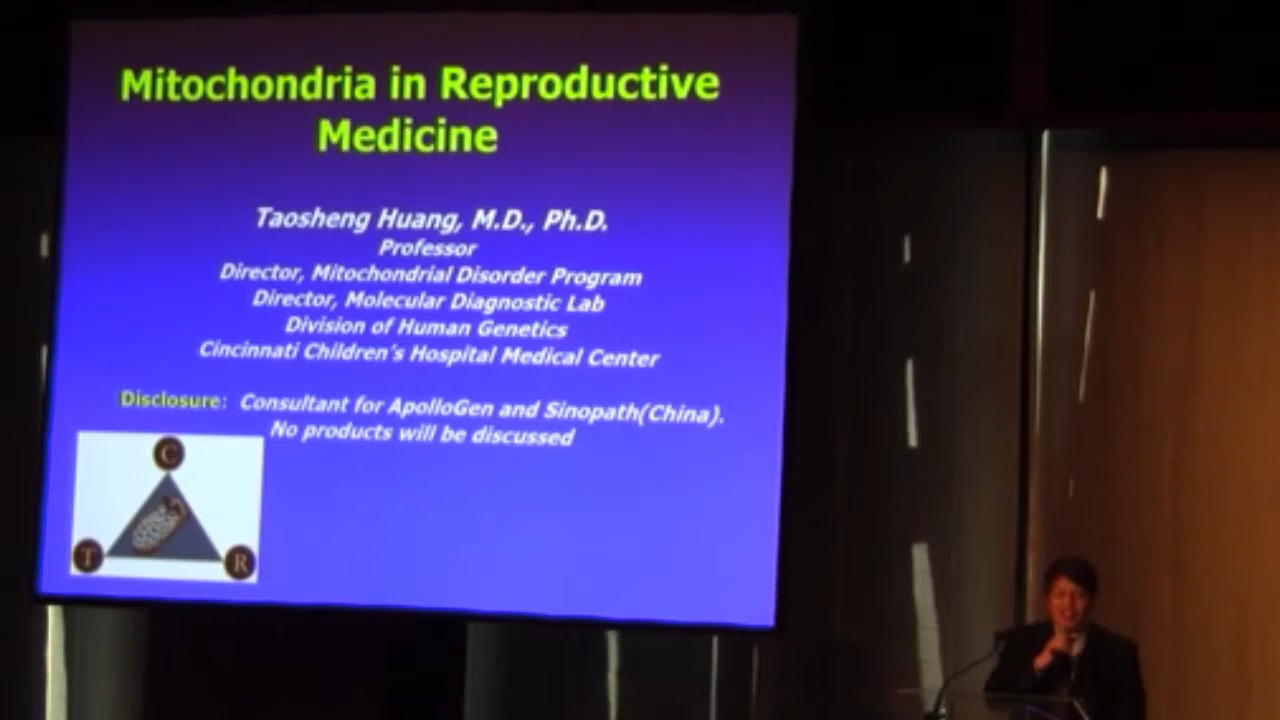 Mitochondria in Reproductive
Medicine
Taosheng Huang, M.D., Ph.D.
Professor
Director, Mitochondrial Disorder Program
Director, Molecular Diagnostic Lab
Division of Human Genetics
Cincinnati Children's Hospital Medical Center
Disclosure: Consultant for ApolloGen and Sinopath(China).
No products will be discussed
C
T R